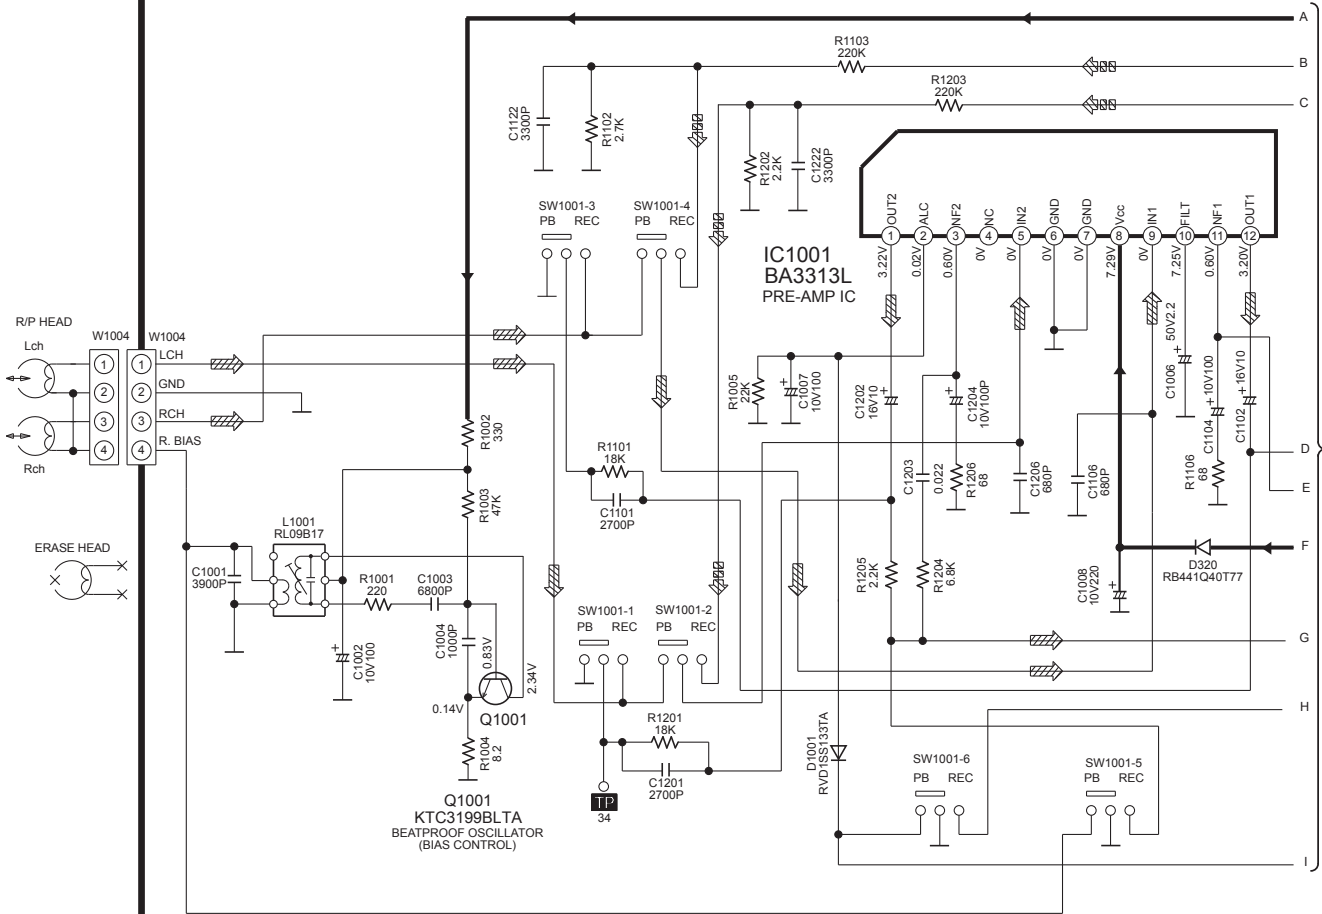 A
R1103
220K
B
R1203
220K
C
C1122
3300P
R1102
2.7K
R1202
2.2K
C1222
3300P
SW1001-3
PB REC
SW1001-4
PB REC
OUT2
ALC
NF2
NC
IN2
GND
GND
Vcc
IN1
FILT
NF1
OUT1
1 2 3 4 5 6 7 8 9 10 11 12
3.22V
0.02V
0.60V
0V
0V
0V
0V
7.29V
0V
7.25V
0.60V
3.20V
IC1001
BA3313L
PRE-AMP IC
R/P HEAD
Lch
Rch
W1004
1
2
3
4
W1004
1
2
3
4
LCH
GND
RCH
R. BIAS
R1005
22K
+
C1007
10V100
C1202
16V10
+
+
C1204
10V100P
C1006
50V2.2
+
C1104
10V100
+
C1102
16V10
+
R1002
330
R1003
47K
R1101
18K
C1101
2700P
C1203
0.022
R1206
68
C1206
680P
C1106
680P
R1106
68
D
E
F
ERASE HEAD
L1001
RL09B17
C1001
3900P
R1001
220
C1003
6800P
C1004
1000P
0.83V
2.34V
0.14V
+
C1002
10V100
Q1001
R1004
8.2
Q1001
KTC3199BLTA
BEATPROOF OSCILLATOR
(BIAS CONTROL)
SW1001-1
PB REC
SW1001-2
PB REC
R1201
18K
C1201
2700P
TP
34
R1205
2.2K
R1204
6.8K
C1008
10V220
+
D320
RB441Q40T77
G
H
D1001
RVD1SS133TA
SW1001-6
PB REC
SW1001-5
PB REC
I